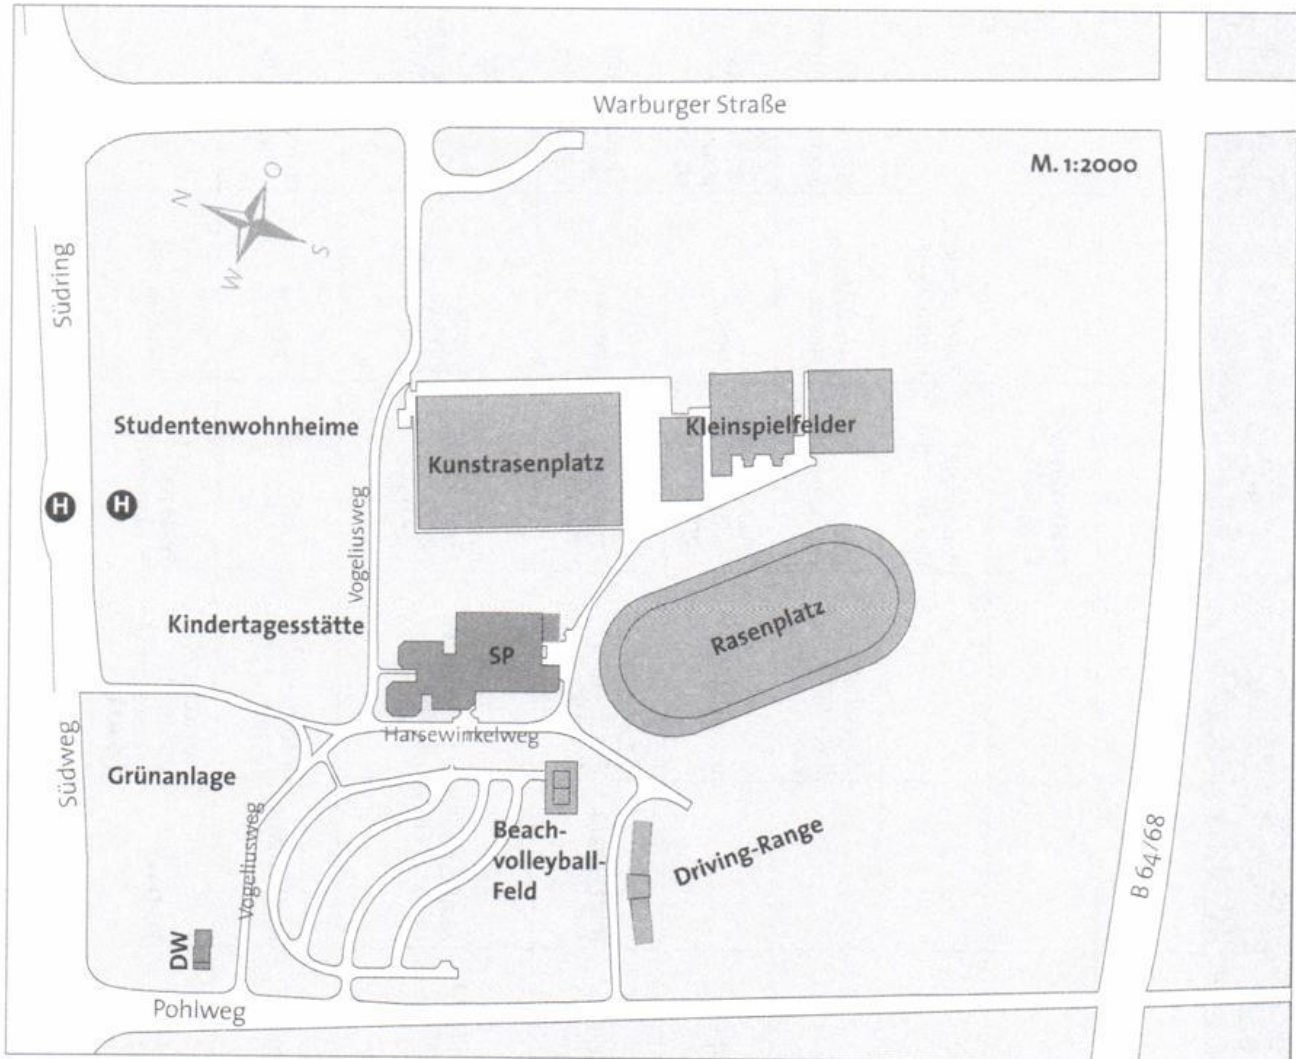 Warburger Straße
M. 1:2000
N
O
S
W
Südring
Studentenwohnheime
Kleinspielfelder
Kunstrasenplatz
H
H
Vogeliusweg
Kindertagesstätte
SP
Rasenplatz
Harsewinkelweg
Südweg
Grünanlage
Vogeliusweg
Beach-
volleyball-
Feld
Driving-Range
B 64/68
DW
Pohlweg